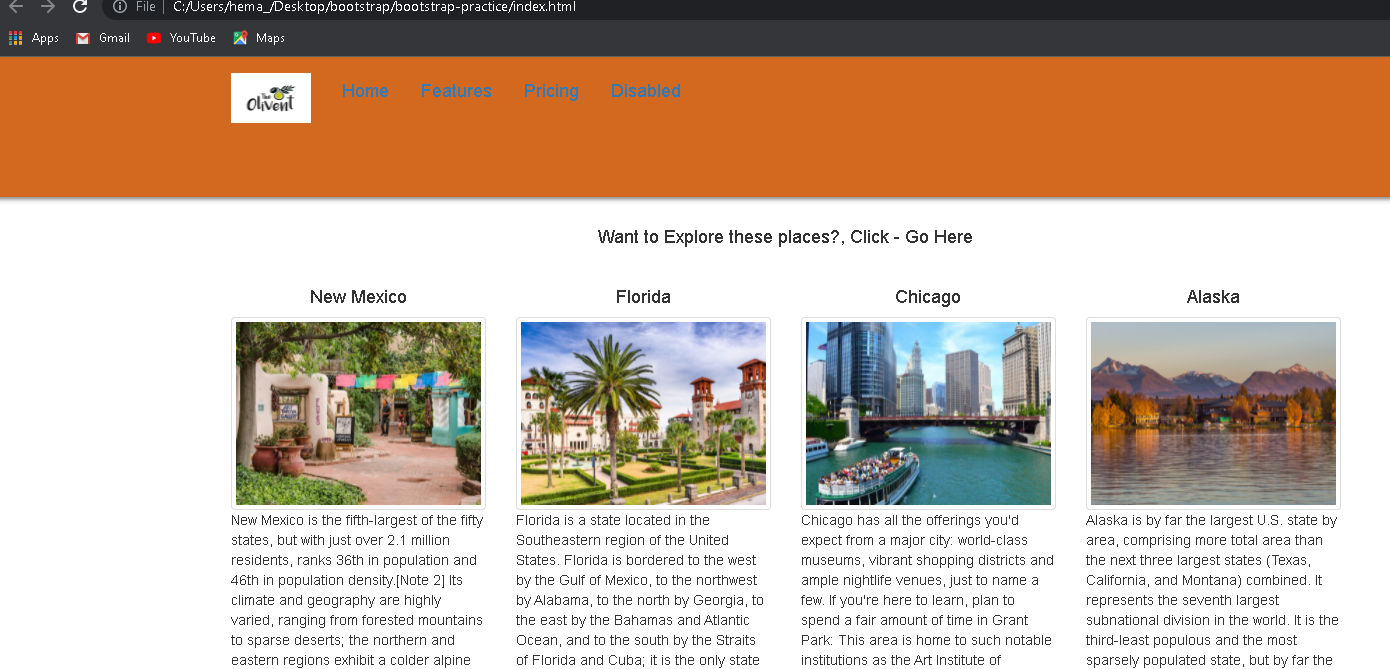 File | C:/Users/hema_/Desktop/bootstrap/bootstrap-practice/index.html
Apps Gmail YouTube Maps
The Olivent Home Features Pricing Disabled
Want to Explore these places?, Click - Go Here
New Mexico
New Mexico is the fifth-largest of the fifty
states, but with just over 2.1 million
residents, ranks 36th in population and
46th in population density.[Note 2] Its
climate and geography are highly
varied, ranging from forested mountains
to sparse deserts; the northern and
eastern regions exhibit a colder alpine
Florida
Florida is a state located in the
Southeastern region of the United
States. Florida is bordered to the west
by the Gulf of Mexico, to the northwest
by Alabama, to the north by Georgia, to
the east by the Bahamas and Atlantic
Ocean, and to the south by the Straits
of Florida and Cuba; it is the only state
Chicago
Chicago has all the offerings you'd
expect from a major city: world-class
museums, vibrant shopping districts and
ample nightlife venues, just to name a
few. If you're here to learn, plan to
spend a fair amount of time in Grant
Park: This area is home to such notable
institutions as the Art Institute of
Alaska
Alaska is by far the largest U.S. state by
area, comprising more total area than
the next three largest states (Texas,
California, and Montana) combined. It
represents the seventh largest
subnational division in the world. It is the
third-least populous and the most
sparsely populated state, but by far the